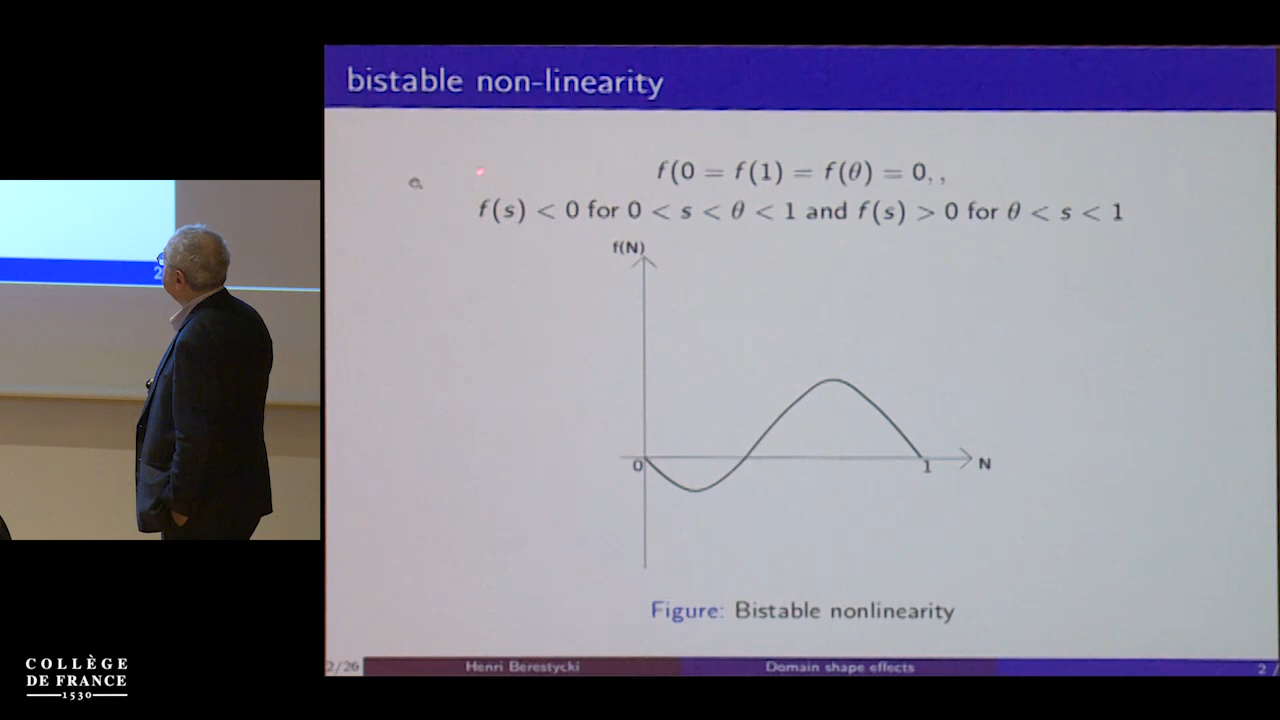 bistable non-linearity
f(0 = f(1) = f(θ) = 0, ,
f(s) < 0 for 0 < s < θ < 1 and f(s) > 0 for θ < s < 1
f(N)
0
1
N
Figure: Bistable nonlinearity
2/26 Henri Berestycki Domain shape effects 2 /
2
COLLÈGE
DE FRANCE
1530